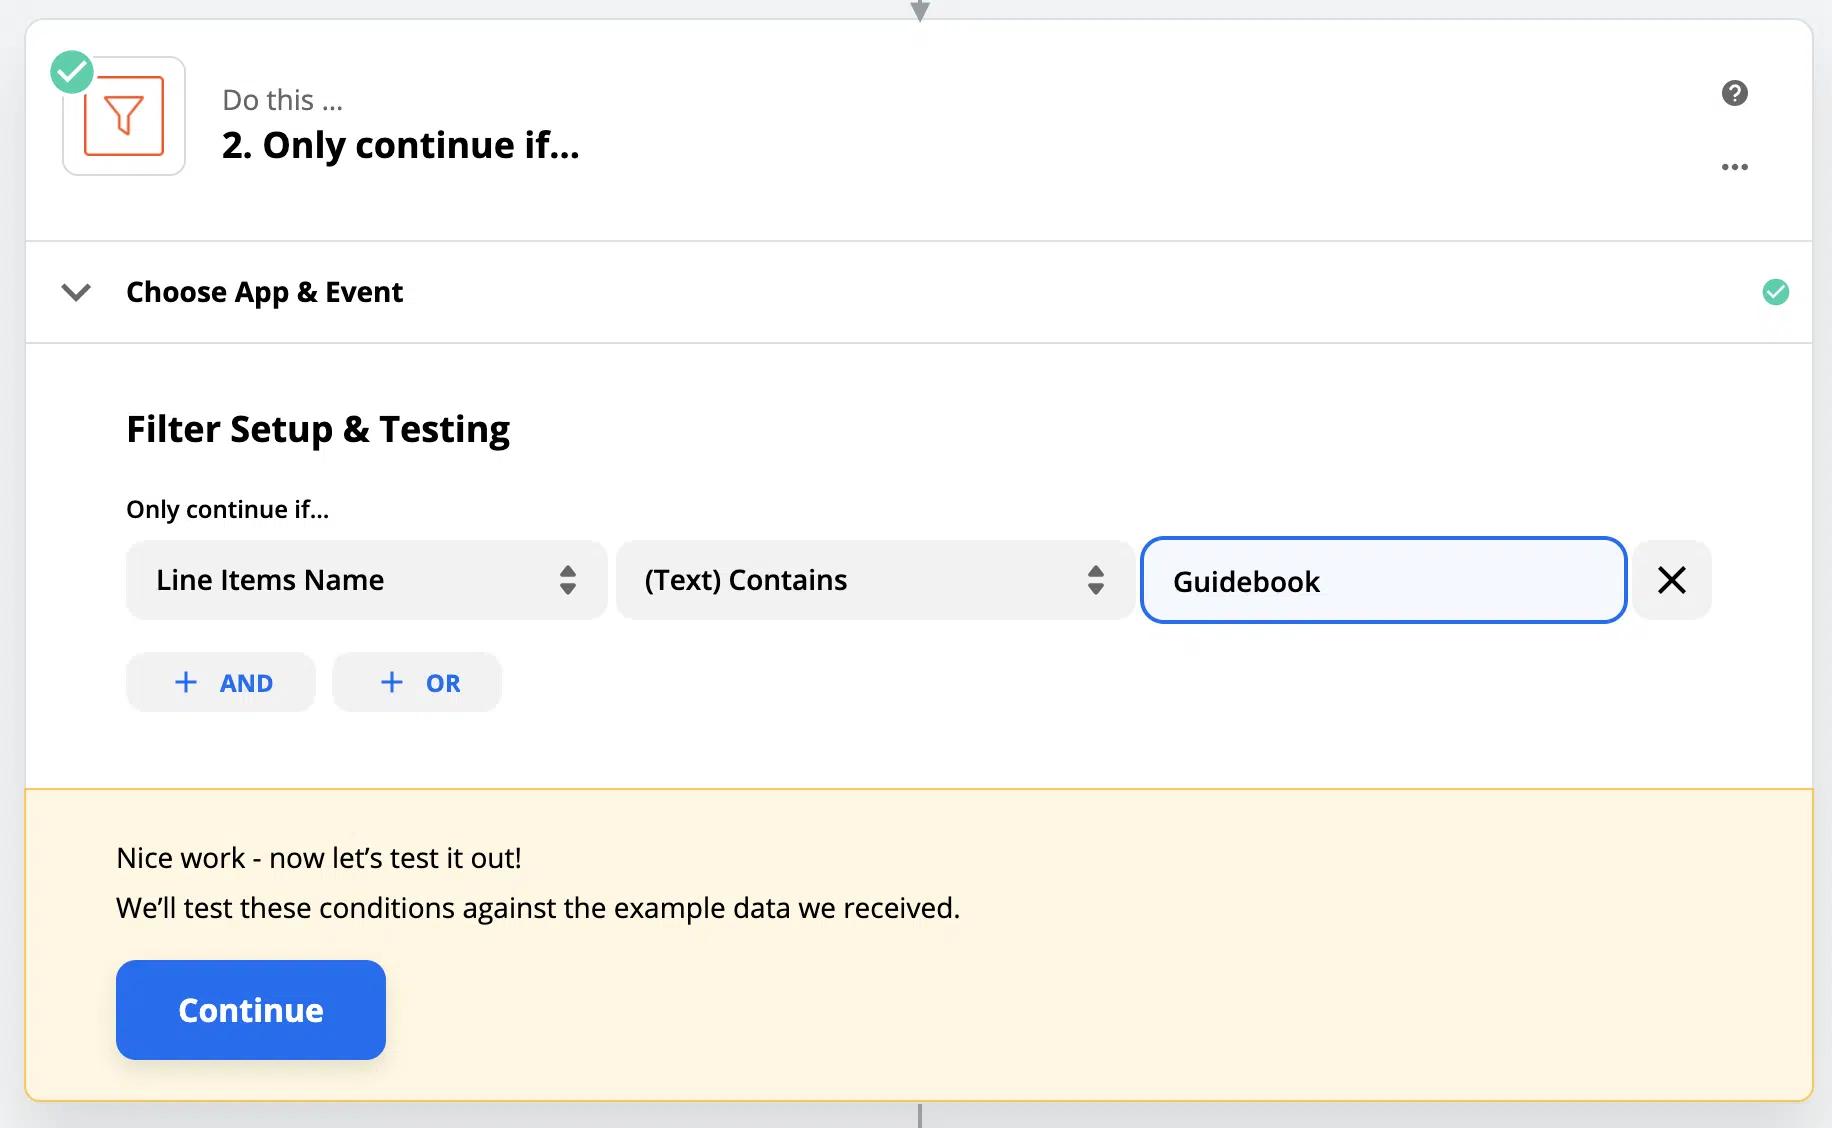 Do this ...
2. Only continue if...
Choose App & Event
Filter Setup & Testing
Only continue if...
Line Items Name
(Text) Contains
Guidebook
+ AND
+ OR
Nice work - now let’s test it out!
We’ll test these conditions against the example data we received.
Continue